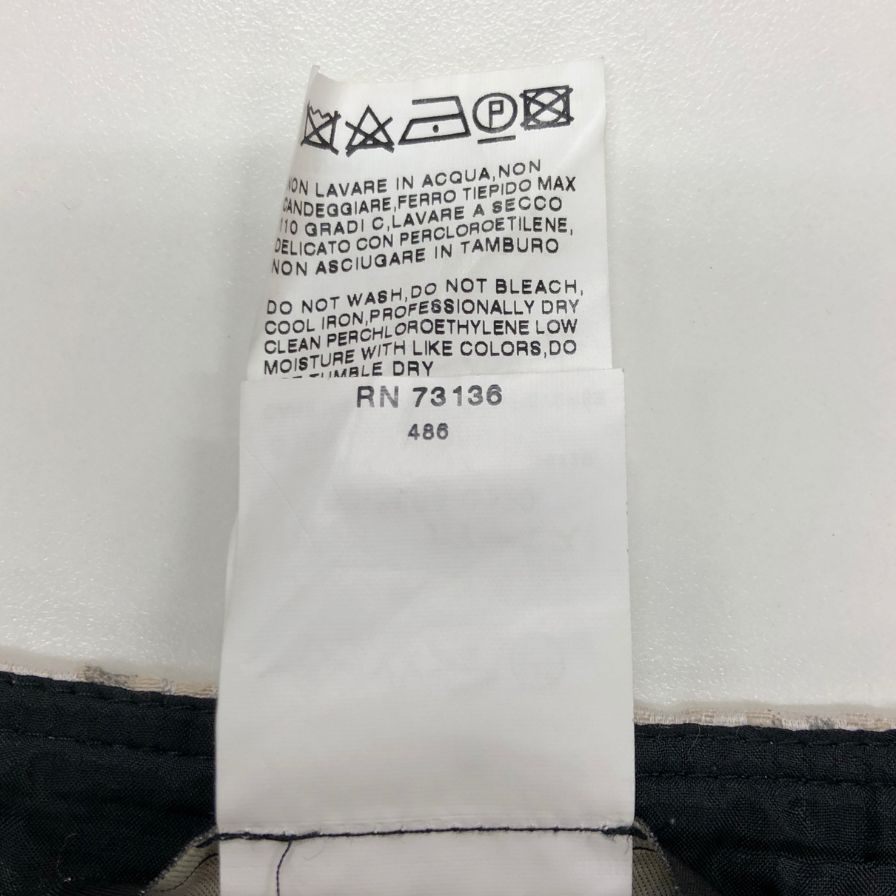 P
NON LAVARE IN ACQUA,NON
CANDEGGIARE,FERRO TIEPIDO MAX
110 GRADI C,LAVARE A SECCO
DELICATO CON PERCLOROETILENE,
NON ASCIUGARE IN TAMBURO
DO NOT WASH,DO NOT BLEACH,
COOL IRON,PROFESSIONALLY DRY
CLEAN PERCHLOROETHYLENE LOW
MOISTURE WITH LIKE COLORS,DO
TUMBLE DRY
RN 73136
486